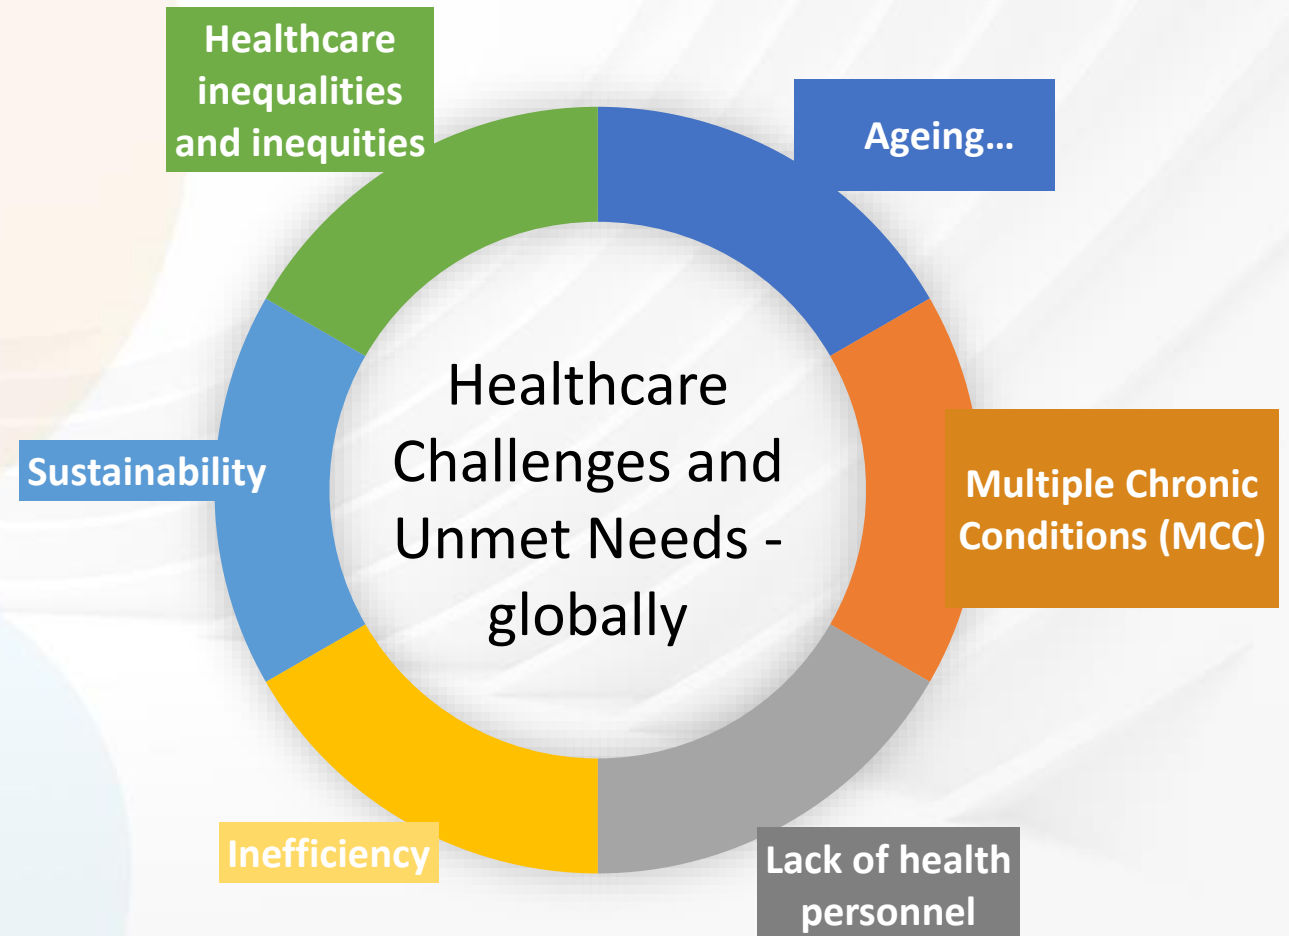 Healthcare
inequalities
and inequities
Ageing…
Healthcare
Challenges and
Unmet Needs -
globally
Sustainability
Multiple Chronic
Conditions (MCC)
Inefficiency
Lack of health
personnel